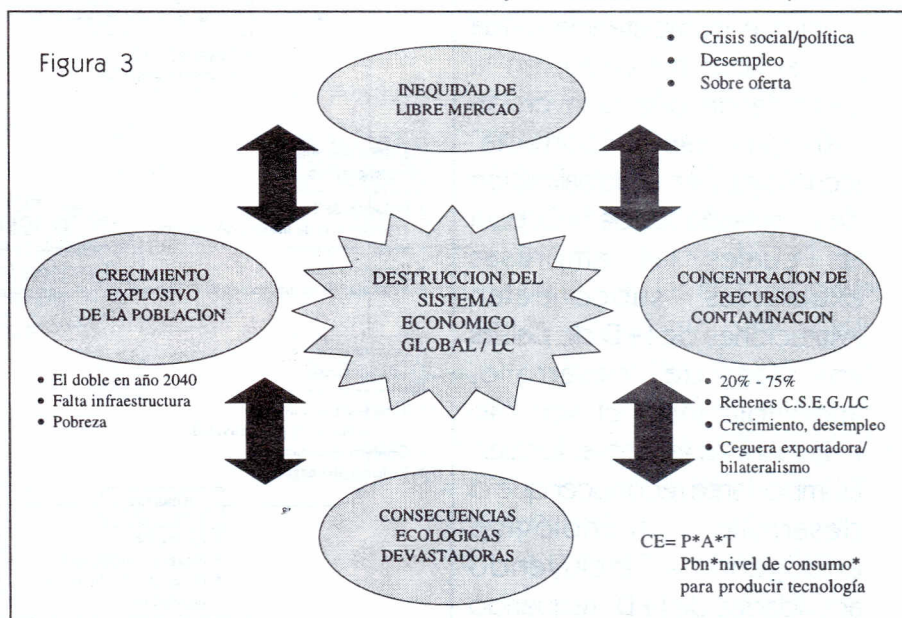 Figura 3
INEQUIDAD DE
LIBRE MERCAO
• Crisis social/política
• Desempleo
• Sobre oferta
CRECIMIENTO
EXPLOSIVO
DE LA POBLACION
• El doble en año 2040
• Falta infraestructura
• Pobreza
DESTRUCCION DEL
SISTEMA
ECONOMICO
GLOBAL / LC
CONCENTRACION DE
RECURSOS
CONTAMINACION
• 20% - 75%
• Rehenes C.S.E.G./LC
• Crecimiento, desempleo
• Ceguera exportadora/
bilateralismo
CONSECUENCIAS
ECOLOGICAS
DEVASTADORAS
CE= P*A*T
Pbn*nivel de consumo*
para producir tecnología